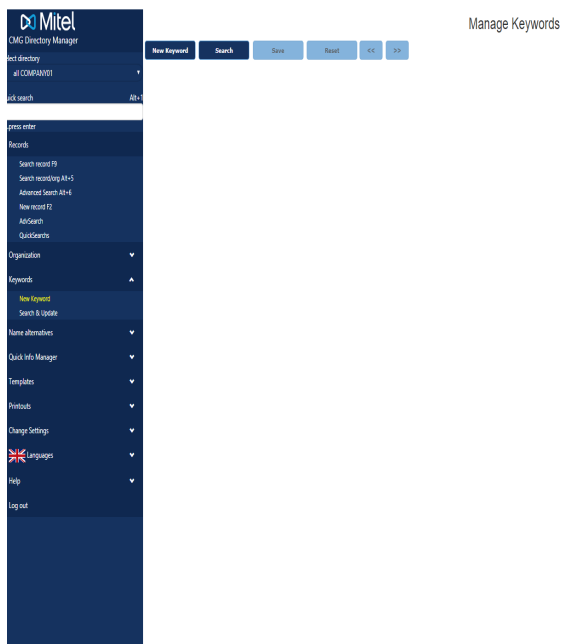 Mitel
CMG Directory Manager
lect directory
all COMPANY01
uick search Alt+1
press enter
Records
Search record F9
Search record/org Alt+5
Advanced Search Alt+6
New record F2
AdvSearch
QuickSearchs
Organization
Keywords
New Keyword
Search & Update
Name alternatives
Quick Info Manager
Templates
Printouts
Change Settings
Languages
Help
Log out
Manage Keywords
New Keyword Search Save Reset << >>